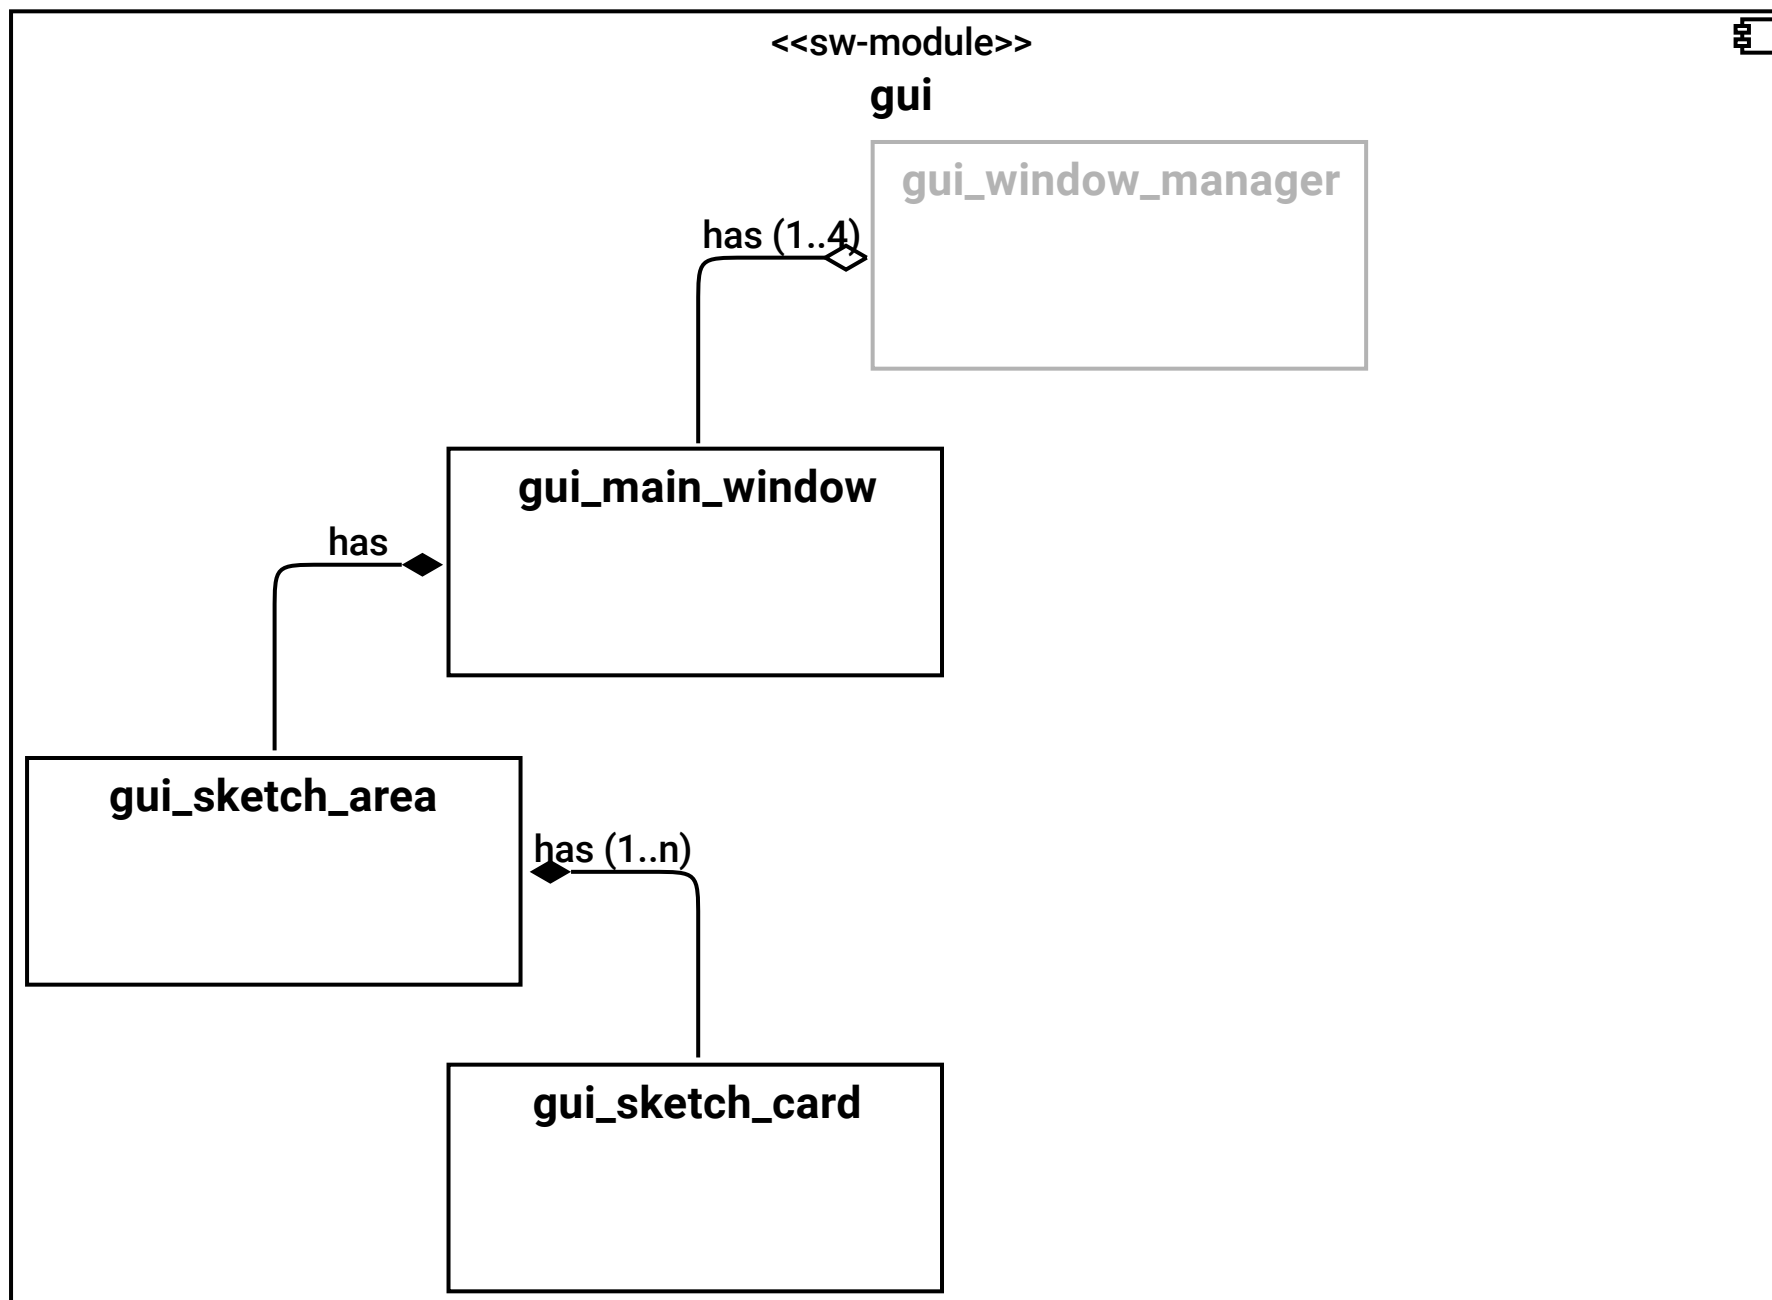 <<sw-module>>
gui
gui_window_manager
has (1..4)
gui_main_window
has
gui_sketch_area
has (1..n)
gui_sketch_card